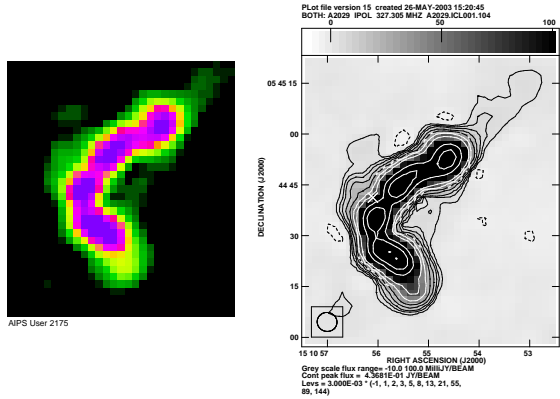 PLot file version 15 created 26-MAY-2003 15:20:45
BOTH: A2029 IPOL 327.305 MHZ A2029.ICL001.104
0 50 100
05 45 15
00
44 45
30
15
00
DECLINATION (J2000)
15 10 57 56 55 54 53
RIGHT ASCENSION (J2000)
Grey scale flux range= -10.0 100.0 MilliJY/BEAM
Cont peak flux = 4.3681E-01 JY/BEAM
Levs = 3.000E-03 * (-1, 1, 2, 3, 5, 8, 13, 21, 55,
89, 144)
AIPS User 2175